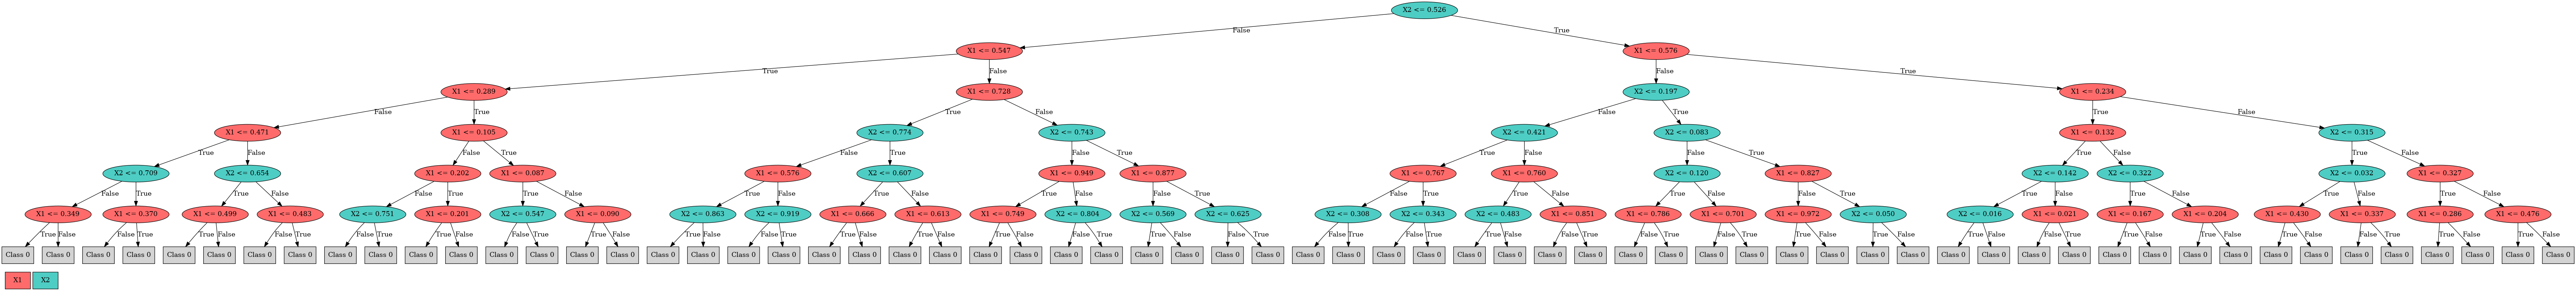 X2 <= 0.526
False True
X1 <= 0.547 X1 <= 0.576
True False False True
X1 <= 0.289 X1 <= 0.728 X2 <= 0.197 X1 <= 0.234
False True True False False True True False
X1 <= 0.471 X1 <= 0.105 X2 <= 0.774 X2 <= 0.743 X2 <= 0.421 X2 <= 0.083 X1 <= 0.132 X2 <= 0.315
True False False True False True False True True False False True True False True False
X2 <= 0.709 X2 <= 0.654 X1 <= 0.202 X1 <= 0.087 X1 <= 0.576 X2 <= 0.607 X1 <= 0.949 X1 <= 0.877 X1 <= 0.767 X1 <= 0.760 X2 <= 0.120 X1 <= 0.827 X2 <= 0.142 X2 <= 0.322 X2 <= 0.032 X1 <= 0.327
False True True False False True True False True False True False True False False True False True True False True False False True True False True False True False True False
X1 <= 0.349 X1 <= 0.370 X1 <= 0.499 X1 <= 0.483 X2 <= 0.751 X1 <= 0.201 X2 <= 0.547 X1 <= 0.090 X2 <= 0.863 X2 <= 0.919 X1 <= 0.666 X1 <= 0.613 X1 <= 0.749 X2 <= 0.804 X2 <= 0.569 X2 <= 0.625 X2 <= 0.308 X2 <= 0.343 X2 <= 0.483 X1 <= 0.851 X1 <= 0.786 X1 <= 0.701 X1 <= 0.972 X2 <= 0.050 X2 <= 0.016 X1 <= 0.021 X1 <= 0.167 X1 <= 0.204 X1 <= 0.430 X1 <= 0.337 X1 <= 0.286 X1 <= 0.476
True False False True True False False True False True True False False True True False True False False True True False False True True False False True True False False True False True False True True False False True False True False True False True True False True False False True True False True False True False False True True False True False
Class 0 Class 0 Class 0 Class 0 Class 0 Class 0 Class 0 Class 0 Class 0 Class 0 Class 0 Class 0 Class 0 Class 0 Class 0 Class 0 Class 0 Class 0 Class 0 Class 0 Class 0 Class 0 Class 0 Class 0 Class 0 Class 0 Class 0 Class 0 Class 0 Class 0 Class 0 Class 0 Class 0 Class 0 Class 0 Class 0 Class 0 Class 0 Class 0 Class 0 Class 0 Class 0 Class 0 Class 0 Class 0 Class 0 Class 0 Class 0 Class 0 Class 0 Class 0 Class 0 Class 0 Class 0 Class 0 Class 0 Class 0 Class 0 Class 0 Class 0 Class 0 Class 0 Class 0 Class 0
X1 X2